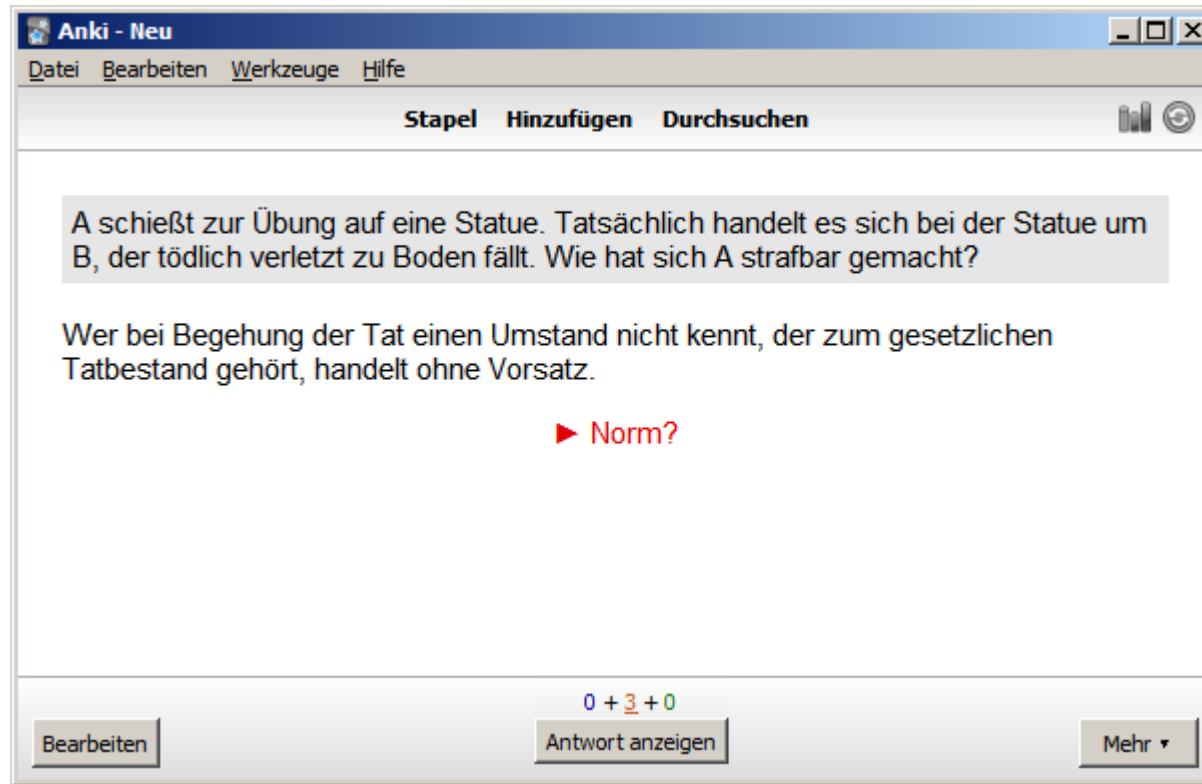 Anki - Neu
Datei Bearbeiten Werkzeuge Hilfe
Stapel Hinzufügen Durchsuchen
A schießt zur Übung auf eine Statue. Tatsächlich handelt es sich bei der Statue um
B, der tödlich verletzt zu Boden fällt. Wie hat sich A strafbar gemacht?
Wer bei Begehung der Tat einen Umstand nicht kennt, der zum gesetzlichen
Tatbestand gehört, handelt ohne Vorsatz.
► Norm?
0 + 3 + 0
Bearbeiten Antwort anzeigen Mehr ▾